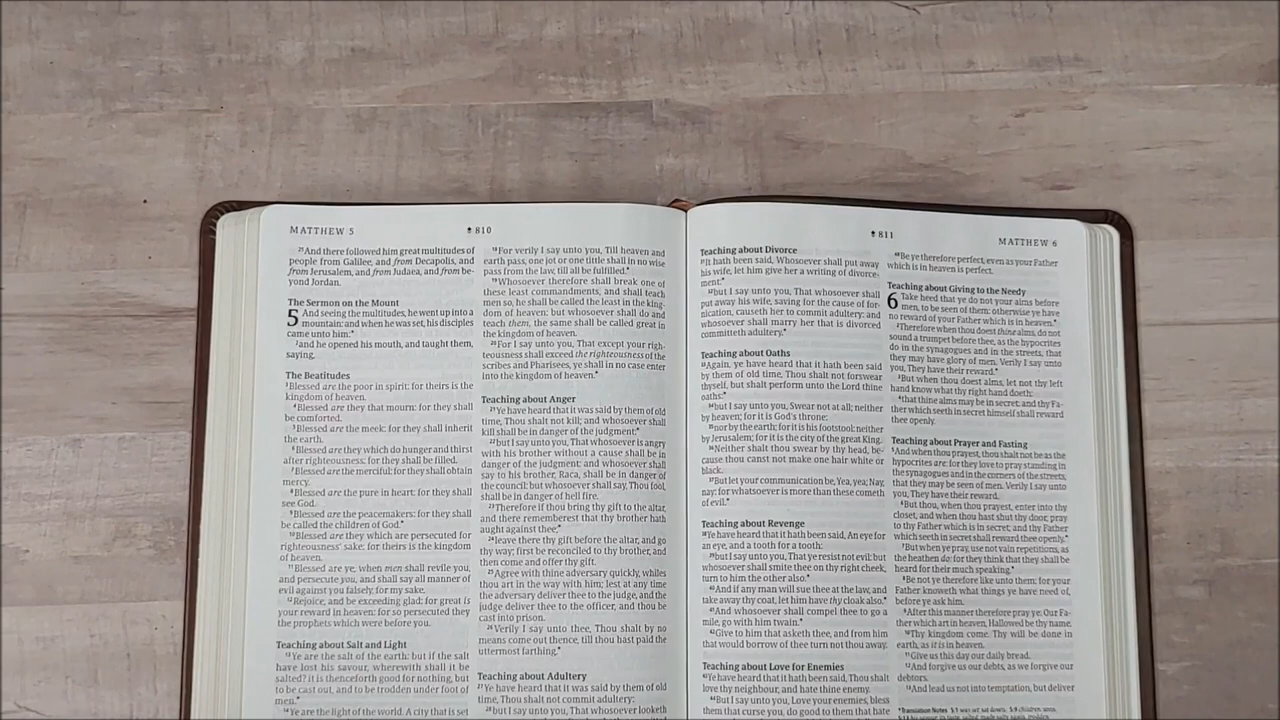 MATTHEW 5
810
²¹And there followed him great multitudes of
people from Galilee, and from Decapolis, and
from Jerusalem, and from Judaea, and from be-
yond Jordan.
The Sermon on the Mount
5 And seeing the multitudes, he went up into a
mountain: and when he was set, his disciples
came unto him:*
²and he opened his mouth, and taught them,
saying,
The Beatitudes
³Blessed are the poor in spirit: for theirs is the
kingdom of heaven.
⁴Blessed are they that mourn: for they shall
be comforted.
⁵Blessed are the meek: for they shall inherit
the earth.
⁶Blessed are they which do hunger and thirst
after righteousness: for they shall be filled.
⁷Blessed are the merciful: for they shall obtain
mercy.
⁸Blessed are the pure in heart: for they shall
see God.
⁹Blessed are the peacemakers: for they shall
be called the children of God.*
¹⁰Blessed are they which are persecuted for
righteousness' sake: for theirs is the kingdom
of heaven.
¹¹Blessed are ye, when men shall revile you,
and persecute you, and shall say all manner of
evil against you falsely, for my sake.
¹²Rejoice, and be exceeding glad: for great is
your reward in heaven: for so persecuted they
the prophets which were before you.
Teaching about Salt and Light
¹³Ye are the salt of the earth: but if the salt
have lost his savour, wherewith shall it be
salted? it is thenceforth good for nothing, but
to be cast out, and to be trodden under foot of
men.*
¹⁴Ye are the light of the world. A city that is set
¹⁸For verily I say unto you, Till heaven and
earth pass, one jot or one tittle shall in no wise
pass from the law, till all be fulfilled.*
¹⁹Whosoever therefore shall break one of
these least commandments, and shall teach
men so, he shall be called the least in the king-
dom of heaven: but whosoever shall do and
teach them, the same shall be called great in
the kingdom of heaven.
²⁰For I say unto you, That except your righ-
teousness shall exceed the righteousness of the
scribes and Pharisees, ye shall in no case enter
into the kingdom of heaven.*
Teaching about Anger
²¹Ye have heard that it was said by them of old
time, Thou shalt not kill; and whosoever shall
kill shall be in danger of the judgment:*
²²but I say unto you, That whosoever is angry
with his brother without a cause shall be in
danger of the judgment: and whosoever shall
say to his brother, Raca, shall be in danger of
the council: but whosoever shall say, Thou fool,
shall be in danger of hell fire.
²³Therefore if thou bring thy gift to the altar,
and there rememberest that thy brother hath
aught against thee;*
²⁴leave there thy gift before the altar, and go
thy way; first be reconciled to thy brother, and
then come and offer thy gift.
²⁵Agree with thine adversary quickly, whiles
thou art in the way with him; lest at any time
the adversary deliver thee to the judge, and the
judge deliver thee to the officer, and thou be
cast into prison.
²⁶Verily I say unto thee, Thou shalt by no
means come out thence, till thou hast paid the
uttermost farthing.*
Teaching about Adultery
²⁷Ye have heard that it was said by them of old
time, Thou shalt not commit adultery:
²⁸but I say unto you, That whosoever looketh
811
MATTHEW 6
Teaching about Divorce
³¹It hath been said, Whosoever shall put away
his wife, let him give her a writing of divorce-
ment:*
³²but I say unto you, That whosoever shall
put away his wife, saving for the cause of for-
nication, causeth her to commit adultery: and
whosoever shall marry her that is divorced
committeth adultery.*
Teaching about Oaths
³³Again, ye have heard that it hath been said
by them of old time, Thou shalt not forswear
thyself, but shalt perform unto the Lord thine
oaths:*
³⁴but I say unto you, Swear not at all; neither
by heaven; for it is God's throne:
³⁵nor by the earth; for it is his footstool: neither
by Jerusalem; for it is the city of the great King.
³⁶Neither shalt thou swear by thy head, be-
cause thou canst not make one hair white or
black.
³⁷But let your communication be, Yea, yea; Nay,
nay: for whatsoever is more than these cometh
of evil.*
Teaching about Revenge
³⁸Ye have heard that it hath been said, An eye for
an eye, and a tooth for a tooth:
³⁹but I say unto you, That ye resist not evil: but
whosoever shall smite thee on thy right cheek,
turn to him the other also.*
⁴⁰And if any man will sue thee at the law, and
take away thy coat, let him have thy cloak also.*
⁴¹And whosoever shall compel thee to go a
mile, go with him twain.*
⁴²Give to him that asketh thee, and from him
that would borrow of thee turn not thou away.
Teaching about Love for Enemies
⁴³Ye have heard that it hath been said, Thou shalt
love thy neighbour, and hate thine enemy.
⁴⁴But I say unto you, Love your enemies, bless
them that curse you, do good to them that hate
⁴⁸Be ye therefore perfect, even as your Father
which is in heaven is perfect.
Teaching about Giving to the Needy
6 Take heed that ye do not your alms before
men, to be seen of them: otherwise ye have
no reward of your Father which is in heaven.*
²Therefore when thou doest thine alms, do not
sound a trumpet before thee, as the hypocrites
do in the synagogues and in the streets, that
they may have glory of men. Verily I say unto
you, They have their reward.*
³But when thou doest alms, let not thy left
hand know what thy right hand doeth:
⁴that thine alms may be in secret: and thy Fa-
ther which seeth in secret himself shall reward
thee openly.
Teaching about Prayer and Fasting
⁵And when thou prayest, thou shalt not be as the
hypocrites are: for they love to pray standing in
the synagogues and in the corners of the streets,
that they may be seen of men. Verily I say unto
you, They have their reward.
⁶But thou, when thou prayest, enter into thy
closet, and when thou hast shut thy door, pray
to thy Father which is in secret; and thy Father
which seeth in secret shall reward thee openly.*
⁷But when ye pray, use not vain repetitions, as
the heathen do: for they think that they shall be
heard for their much speaking.*
⁸Be not ye therefore like unto them: for your
Father knoweth what things ye have need of,
before ye ask him.
⁹After this manner therefore pray ye: Our Fa-
ther which art in heaven, Hallowed be thy name.
¹⁰Thy kingdom come. Thy will be done in
earth, as it is in heaven.
¹¹Give us this day our daily bread.
¹²And forgive us our debts, as we forgive our
debtors.
¹³And lead us not into temptation, but deliver
* Translation Notes 5:1 was set sat down. 5:9 children sons.